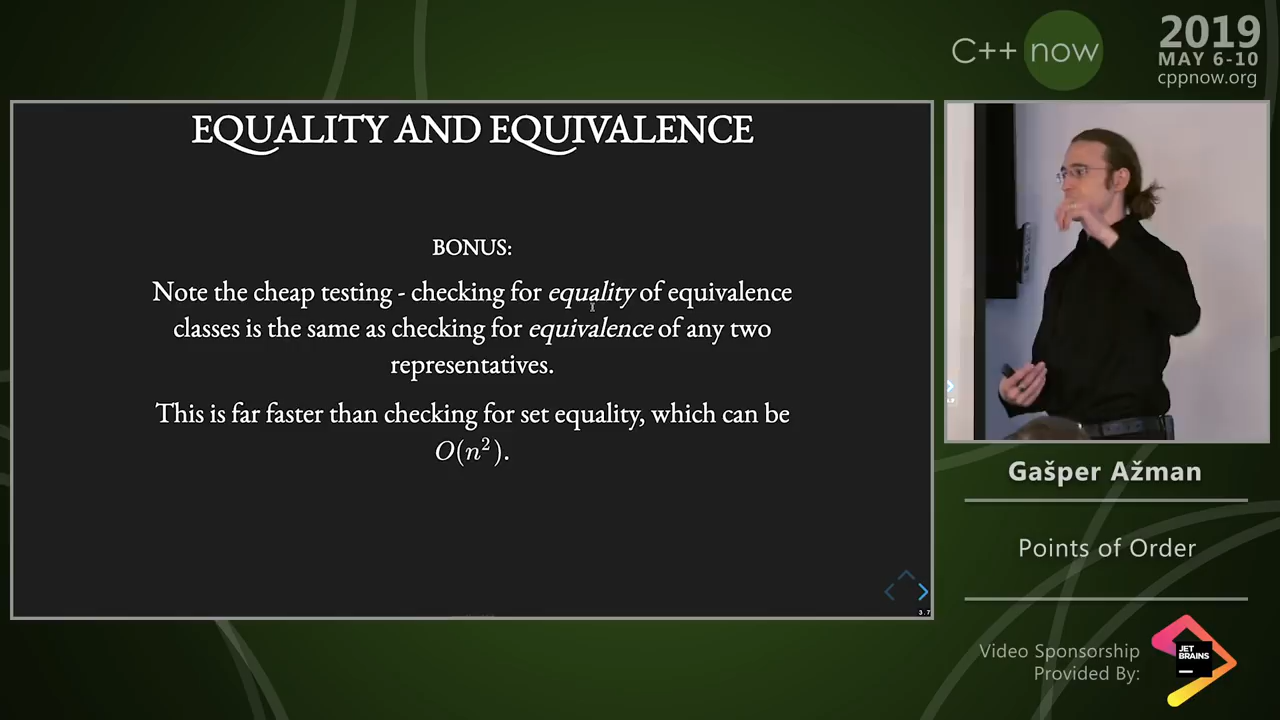 C++ now
2019
MAY 6-10
cppnow.org
EQUALITY AND EQUIVALENCE
BONUS:
Note the cheap testing - checking for equality of equivalence
classes is the same as checking for equivalence of any two
representatives.
This is far faster than checking for set equality, which can be
O(n²).
3.7
Gašper Ažman
Points of Order
Video Sponsorship
Provided By:
JET
BRAINS